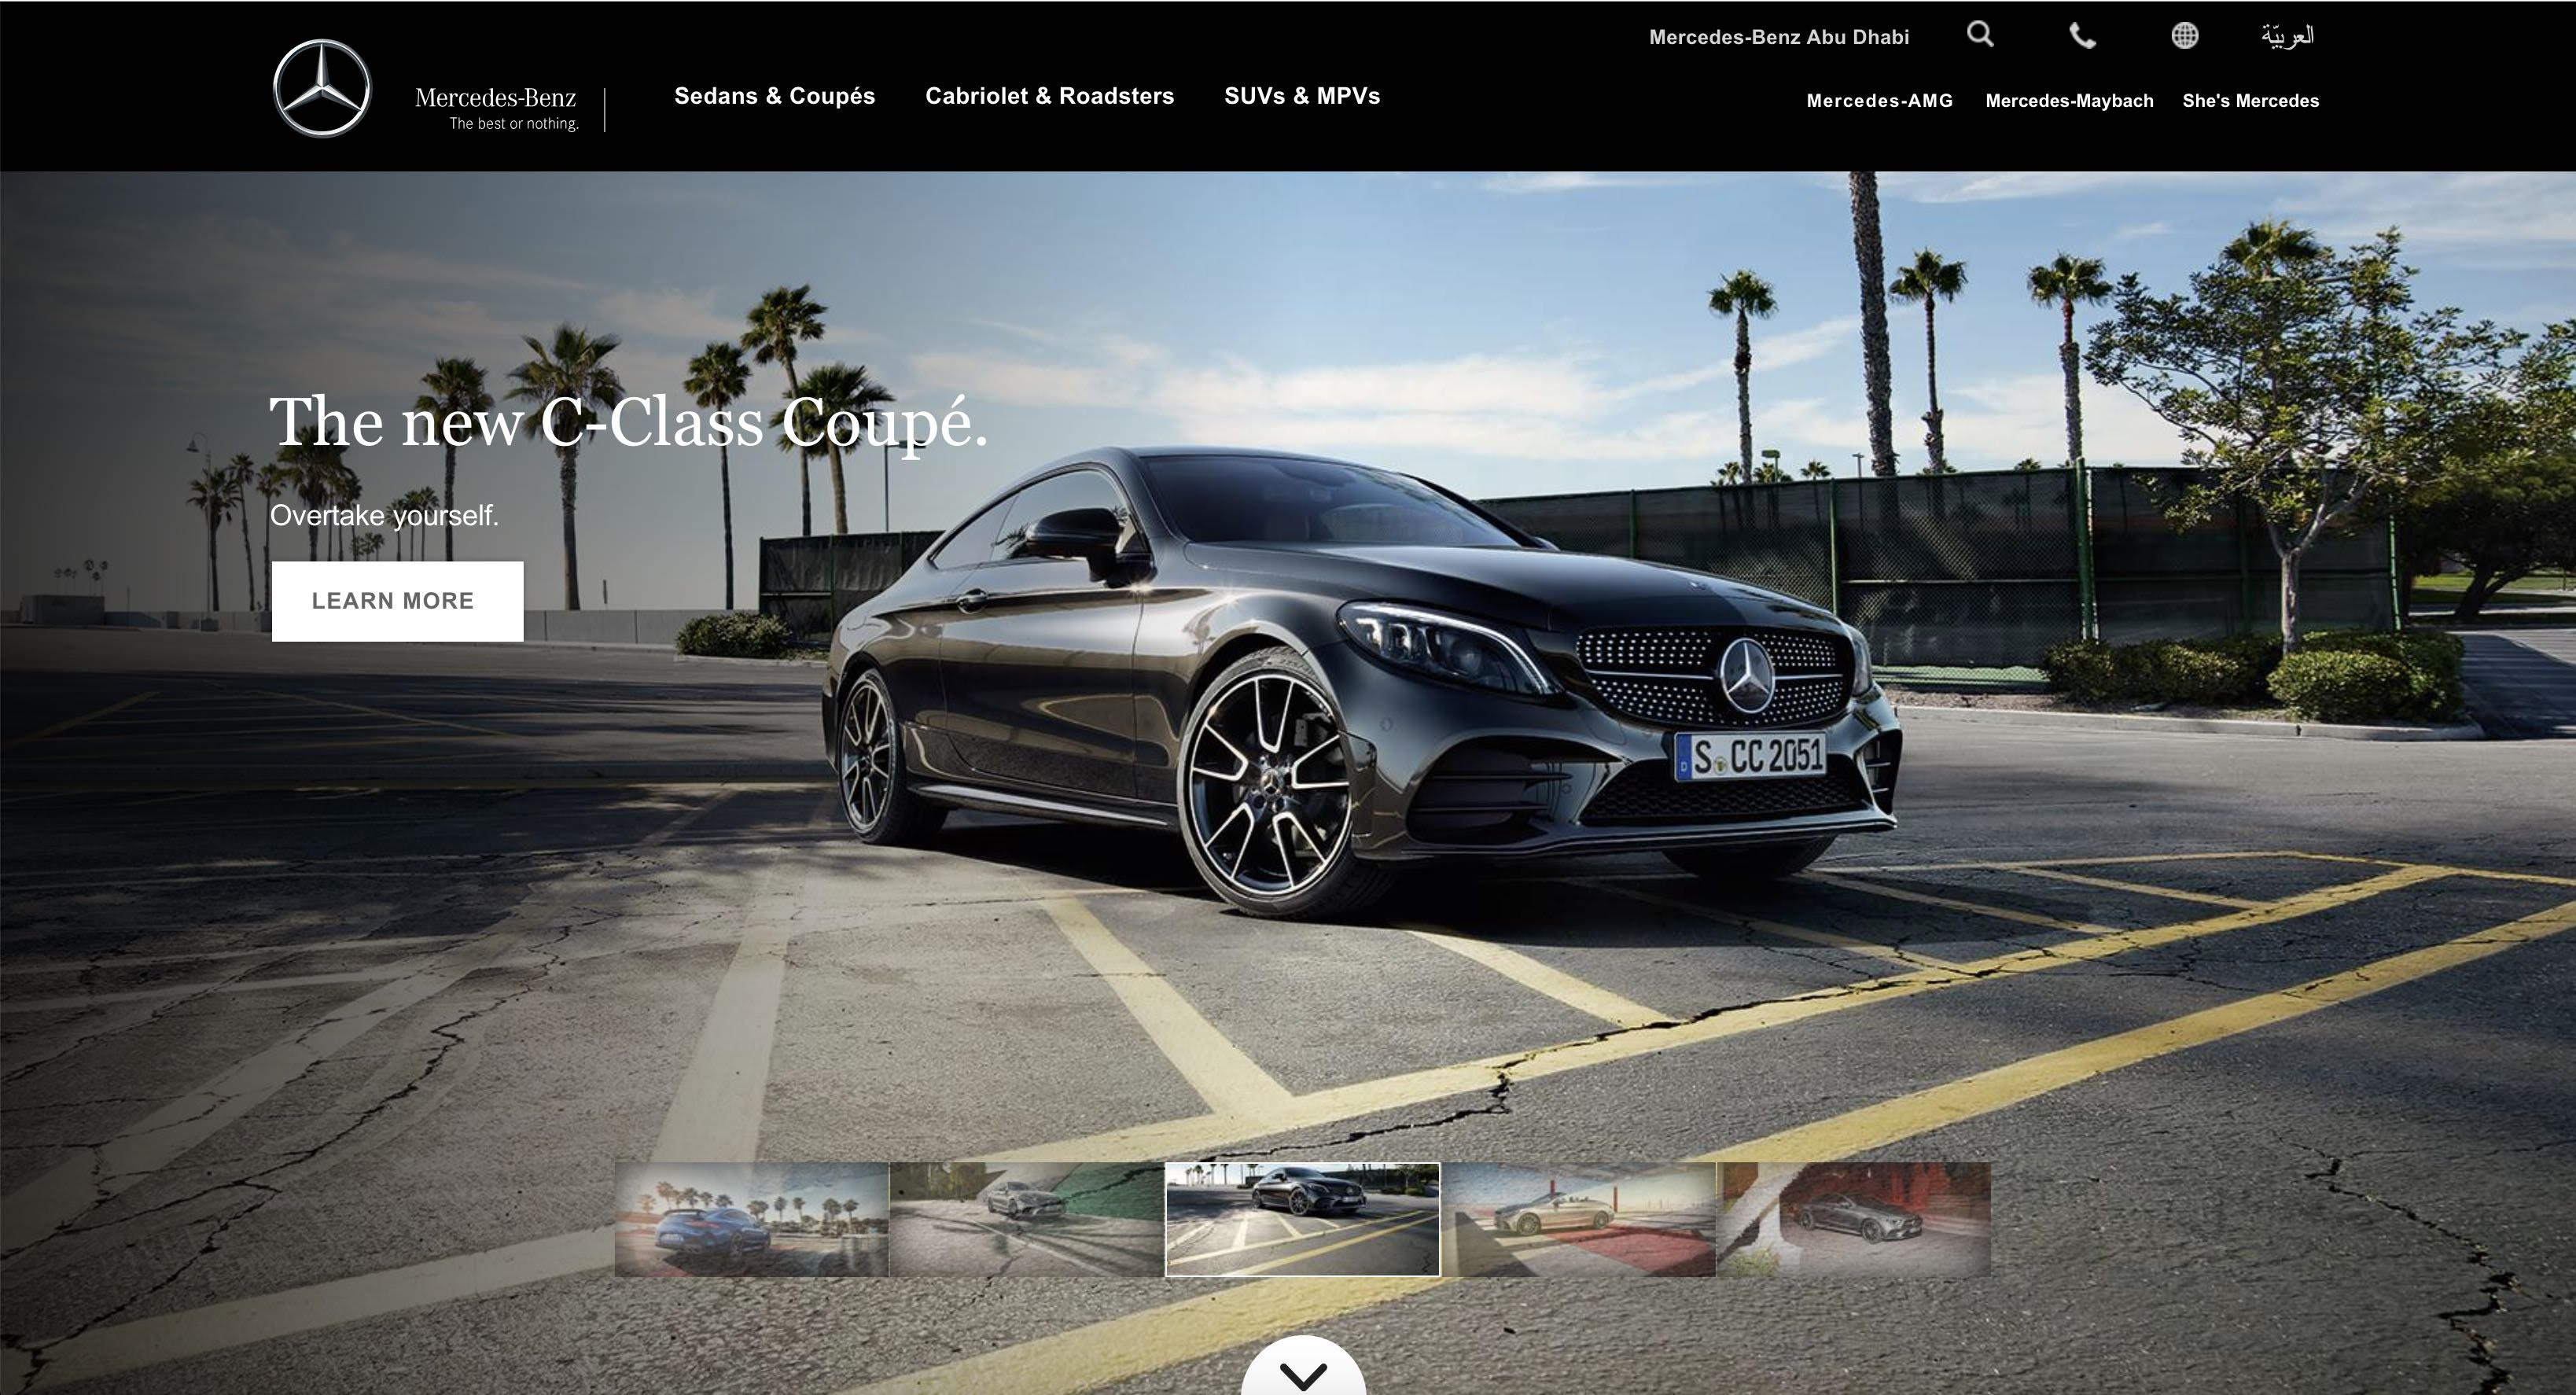 Mercedes-Benz Abu Dhabi
العربيّة
Mercedes-Benz
The best or nothing.
Sedans & Coupés
Cabriolet & Roadsters
SUVs & MPVs
Mercedes-AMG
Mercedes-Maybach
She's Mercedes
The new C-Class Coupé.
Overtake yourself.
LEARN MORE
D S CC 2051